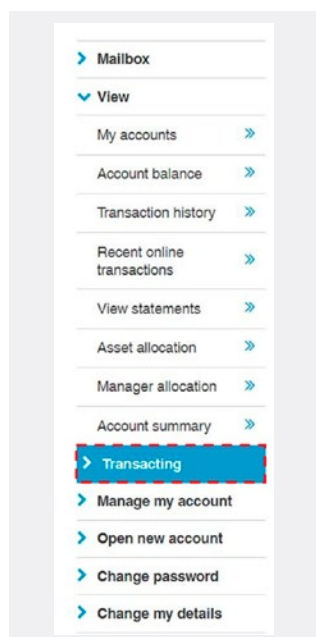 Mailbox
View
My accounts
Account balance
Transaction history
Recent online
transactions
View statements
Asset allocation
Manager allocation
Account summary
Transacting
Manage my account
Open new account
Change password
Change my details